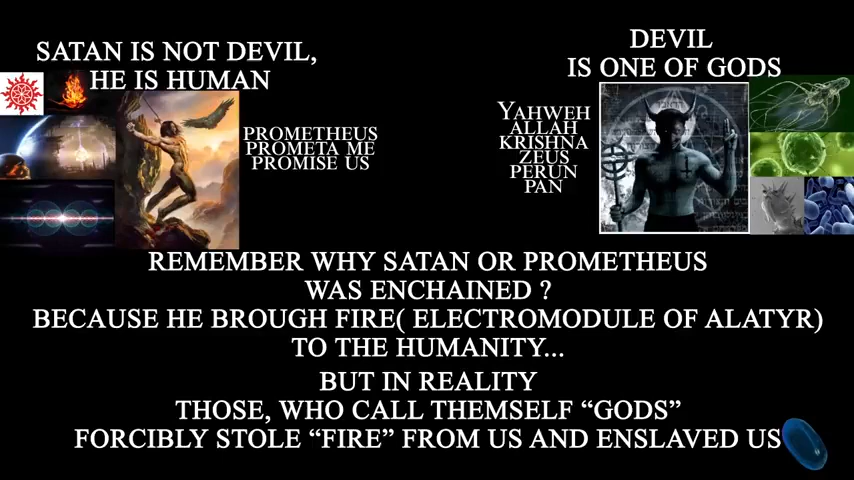 SATAN IS NOT DEVIL,
HE IS HUMAN
PROMETHEUS
PROMETA ME
PROMISE US
DEVIL
IS ONE OF GODS
YAHWEH
ALLAH
KRISHNA
ZEUS
PERUN
PAN
REMEMBER WHY SATAN OR PROMETHEUS
WAS ENCHAINED ?
BECAUSE HE BROUGH FIRE( ELECTROMODULE OF ALATYR)
TO THE HUMANITY...
BUT IN REALITY
THOSE, WHO CALL THEMSELF “GODS”
FORCIBLY STOLE “FIRE” FROM US AND ENSLAVED US